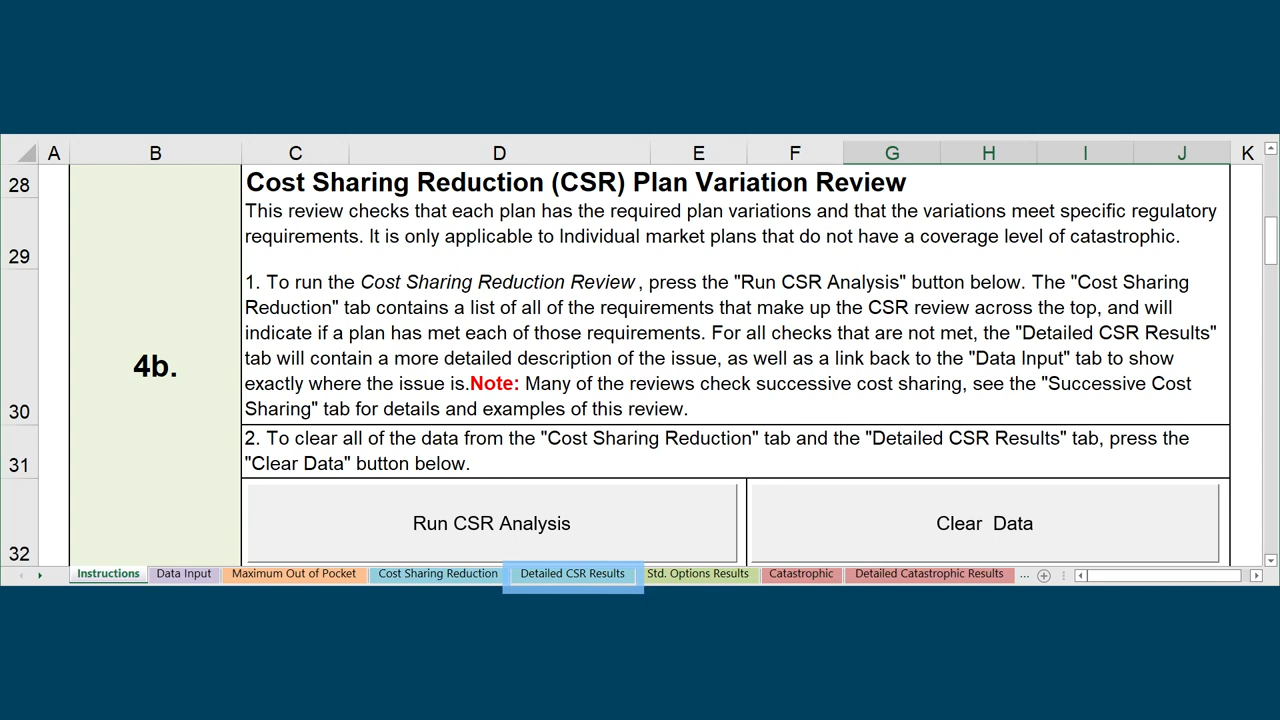 A B C D E F G H I J K
28 Cost Sharing Reduction (CSR) Plan Variation Review
This review checks that each plan has the required plan variations and that the variations meet specific regulatory
29 requirements. It is only applicable to Individual market plans that do not have a coverage level of catastrophic.
1. To run the Cost Sharing Reduction Review, press the "Run CSR Analysis" button below. The "Cost Sharing
Reduction" tab contains a list of all of the requirements that make up the CSR review across the top, and will
indicate if a plan has met each of those requirements. For all checks that are not met, the "Detailed CSR Results"
4b. tab will contain a more detailed description of the issue, as well as a link back to the "Data Input" tab to show
exactly where the issue is.Note: Many of the reviews check successive cost sharing, see the "Successive Cost
30 Sharing" tab for details and examples of this review.
2. To clear all of the data from the "Cost Sharing Reduction" tab and the "Detailed CSR Results" tab, press the
31 "Clear Data" button below.
32 Run CSR Analysis Clear Data
Instructions Data Input Maximum Out of Pocket Cost Sharing Reduction Detailed CSR Results Std. Options Results Catastrophic Detailed Catastrophic Results ...